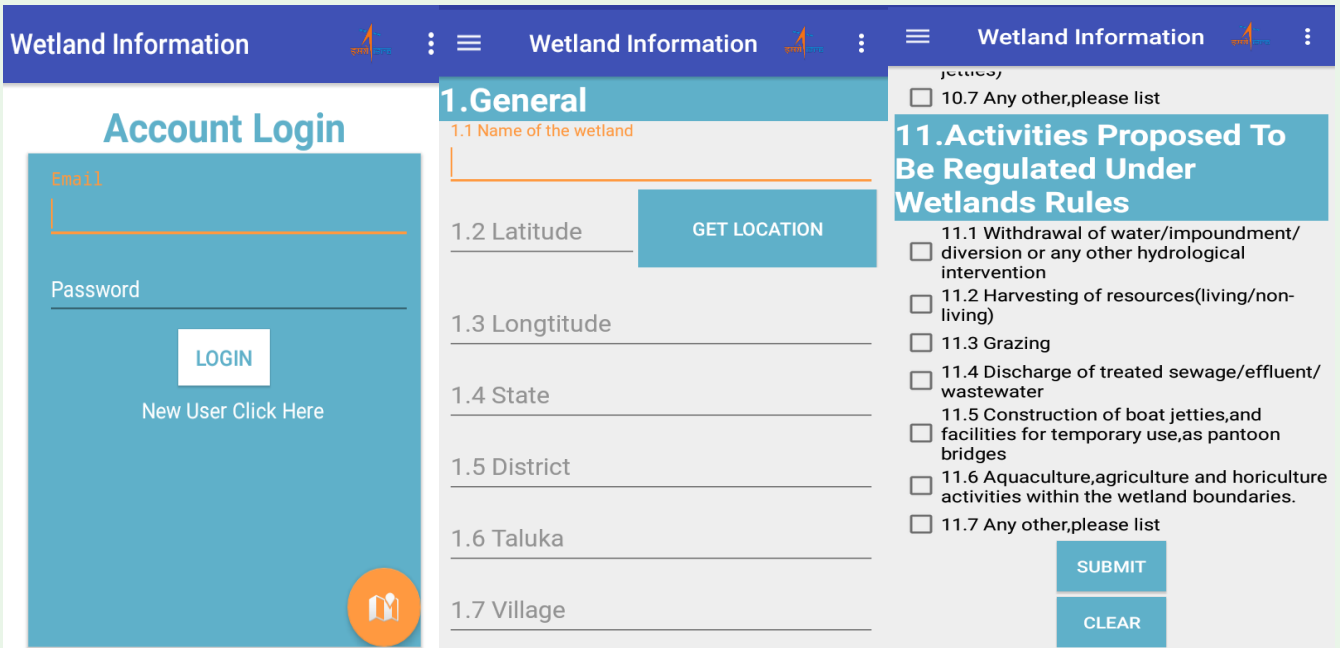 Wetland Information
इसरो
Account Login
Email
Password
LOGIN
New User Click Here
Wetland Information
इसरो
1.General
1.1 Name of the wetland
1.2 Latitude
GET LOCATION
1.3 Longtitude
1.4 State
1.5 District
1.6 Taluka
1.7 Village
Wetland Information
इसरो
jetties)
10.7 Any other,please list
11.Activities Proposed To
Be Regulated Under
Wetlands Rules
11.1 Withdrawal of water/impoundment/
diversion or any other hydrological
intervention
11.2 Harvesting of resources(living/non-
living)
11.3 Grazing
11.4 Discharge of treated sewage/effluent/
wastewater
11.5 Construction of boat jetties,and
facilities for temporary use,as pantoon
bridges
11.6 Aquaculture,agriculture and horiculture
activities within the wetland boundaries.
11.7 Any other,please list
SUBMIT
CLEAR